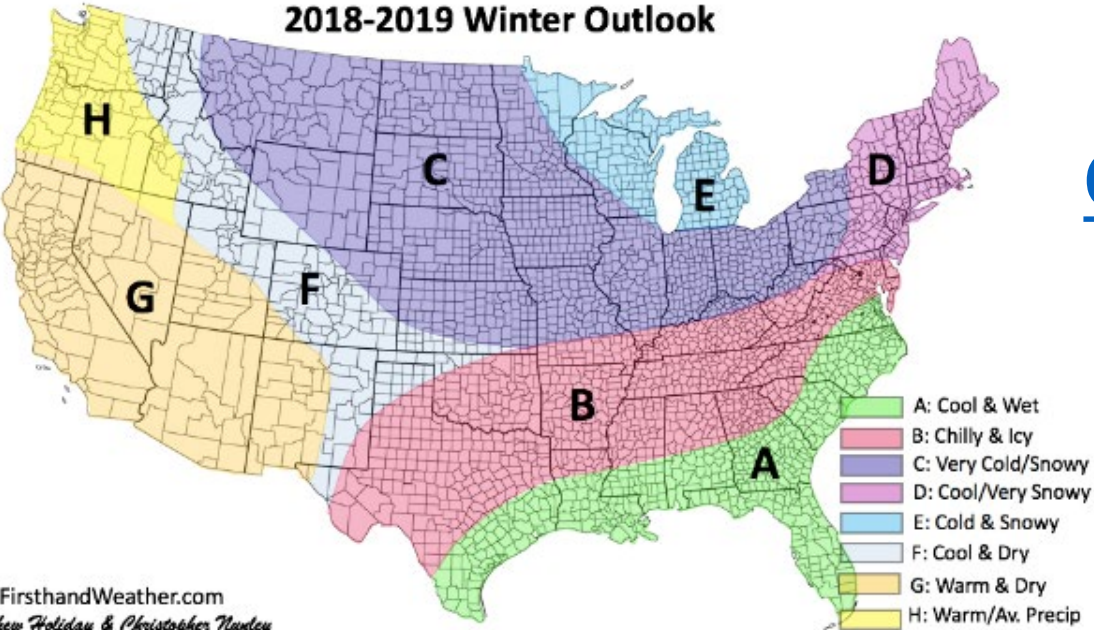 2018-2019 Winter Outlook
H
C
D
E
F
G
B
A
A: Cool & Wet
B: Chilly & Icy
C: Very Cold/Snowy
D: Cool/Very Snowy
E: Cold & Snowy
F: Cool & Dry
G: Warm & Dry
H: Warm/Av. Precip
FirsthandWeather.com
Holiday & Christopher Nunley